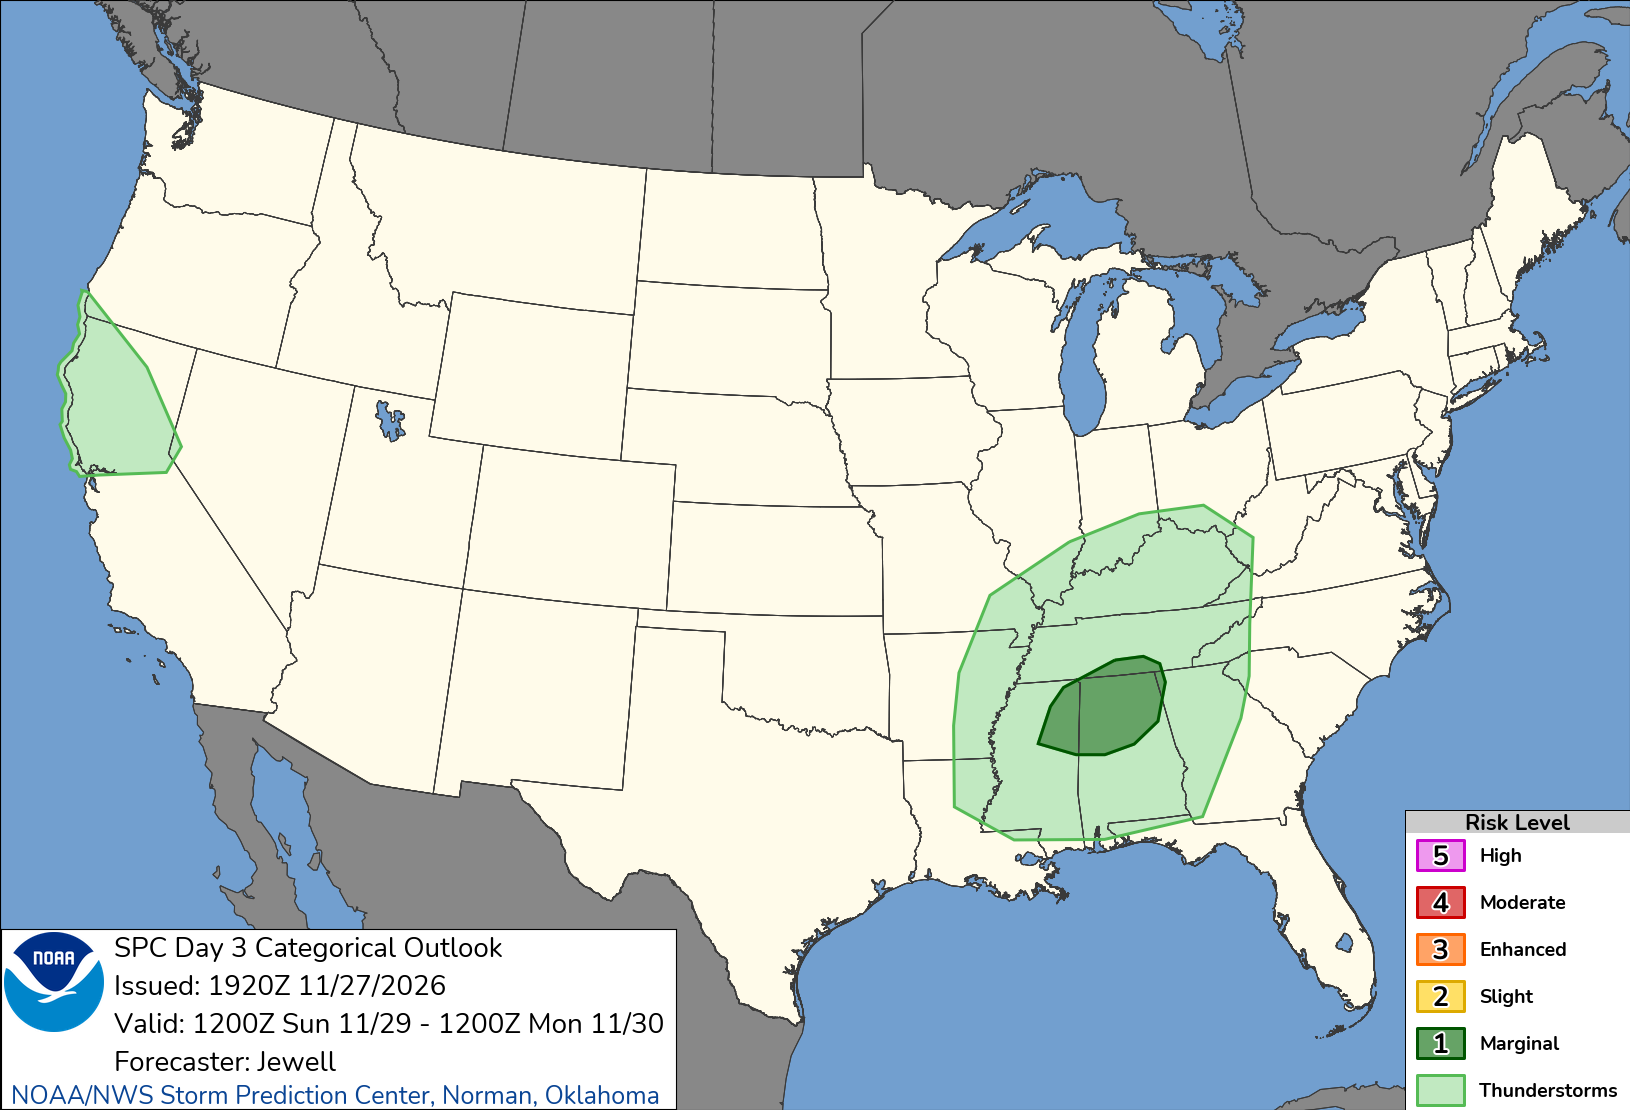 Risk Level
5 High
4 Moderate
3 Enhanced
2 Slight
1 Marginal
Thunderstorms
NOAA
SPC Day 3 Categorical Outlook
Issued: 1920Z 11/27/2026
Valid: 1200Z Sun 11/29 - 1200Z Mon 11/30
Forecaster: Jewell
NOAA/NWS Storm Prediction Center, Norman, Oklahoma